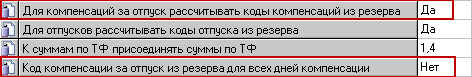 Для компенсаций за отпуск рассчитывать коды компенсаций из резерва Да
Для отпусков рассчитывать коды отпуска из резерва Да
К суммам по ТФ присоединять суммы по ТФ 1,4
Код компенсации за отпуск из резерва для всех дней компенсации Нет